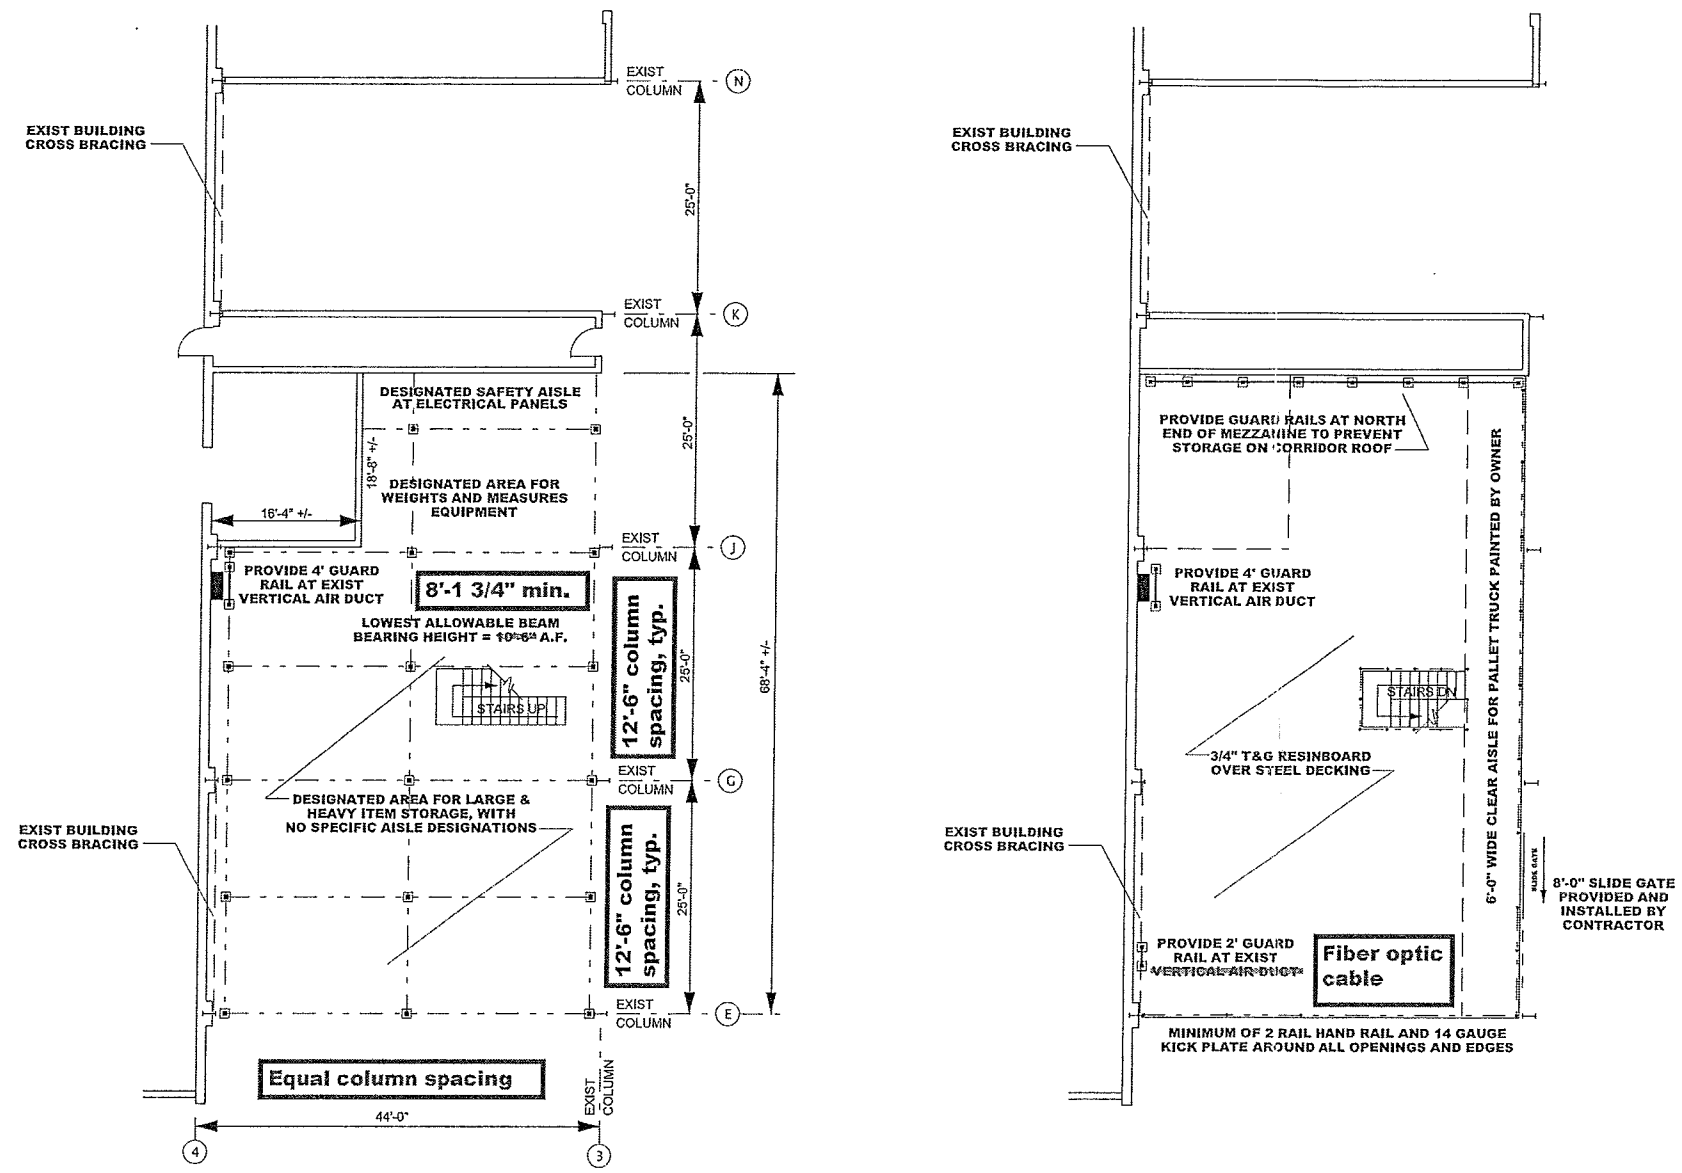 EXIST
COLUMN
N
EXIST BUILDING
CROSS BRACING
25'-0"
EXIST
COLUMN
K
DESIGNATED SAFETY AISLE
AT ELECTRICAL PANELS
18'-8" +/-
25'-0"
DESIGNATED AREA FOR
WEIGHTS AND MEASURES
EQUIPMENT
16'-4" +/-
EXIST
COLUMN
J
PROVIDE 4' GUARD
RAIL AT EXIST
VERTICAL AIR DUCT
8'-1 3/4" min.
LOWEST ALLOWABLE BEAM
BEARING HEIGHT = 10'-6" A.F.
12'-6" column
spacing, typ.
25'-0"
68'-4" +/-
STAIRS UP
EXIST
COLUMN
G
DESIGNATED AREA FOR LARGE &
HEAVY ITEM STORAGE, WITH
NO SPECIFIC AISLE DESIGNATIONS
EXIST BUILDING
CROSS BRACING
12'-6" column
spacing, typ.
25'-0"
EXIST
COLUMN
E
Equal column spacing
EXIST
COLUMN
44'-0"
4
3
EXIST BUILDING
CROSS BRACING
PROVIDE GUARD RAILS AT NORTH
END OF MEZZANINE TO PREVENT
STORAGE ON CORRIDOR ROOF
6'-0" WIDE CLEAR AISLE FOR PALLET TRUCK PAINTED BY OWNER
PROVIDE 4' GUARD
RAIL AT EXIST
VERTICAL AIR DUCT
STAIRS DN
3/4" T&G RESINBOARD
OVER STEEL DECKING
EXIST BUILDING
CROSS BRACING
SLIDE GATE
8'-0" SLIDE GATE
PROVIDED AND
INSTALLED BY
CONTRACTOR
PROVIDE 2' GUARD
RAIL AT EXIST
VERTICAL AIR DUCT
Fiber optic
cable
MINIMUM OF 2 RAIL HAND RAIL AND 14 GAUGE
KICK PLATE AROUND ALL OPENINGS AND EDGES